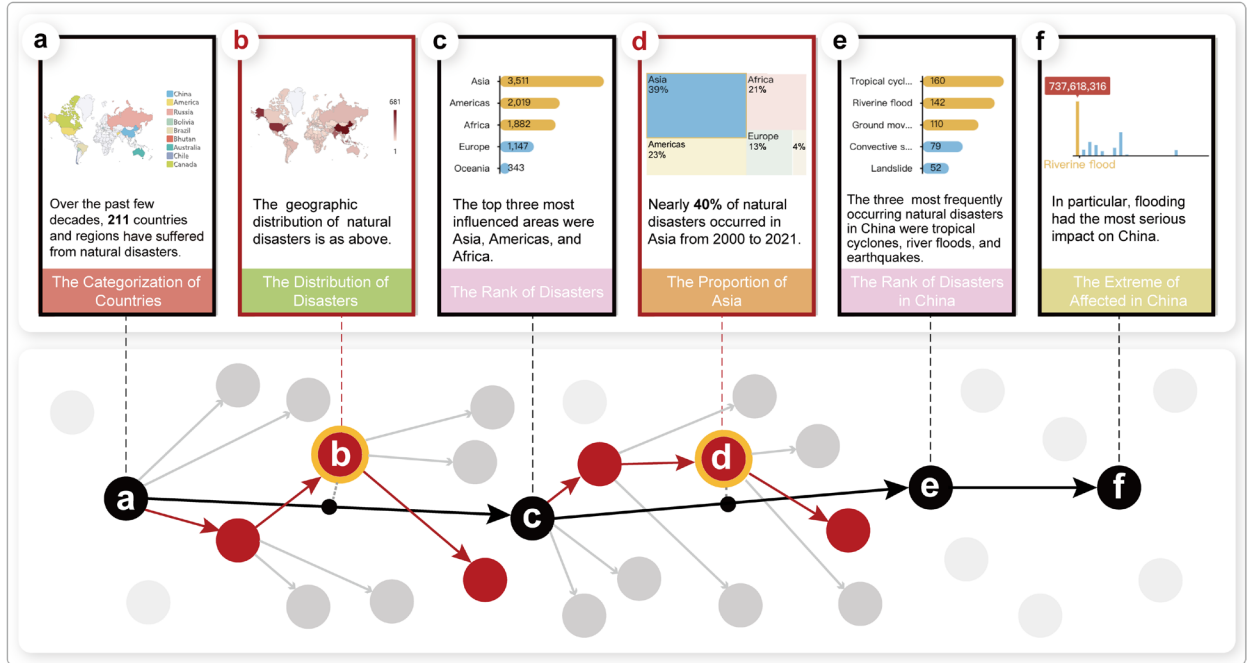 a
China
America
Russia
Bolivia
Brazil
Bhutan
Australia
Chile
Canada
Over the past few
decades, 211 countries
and regions have suffered
from natural disasters.
The Categorization of
Countries
b
681
1
The geographic
distribution of natural
disasters is as above.
The Distribution of
Disasters
c
Asia 3,511
Americas 2,019
Africa 1,882
Europe 1,147
Oceania 343
The top three most
influenced areas were
Asia, Americas, and
Africa.
The Rank of Disasters
d
Asia
39%
Africa
21%
Americas
23%
Europe
13%
4%
Nearly 40% of natural
disasters occurred in
Asia from 2000 to 2021.
The Proportion of
Asia
e
Tropical cycl... 160
Riverine flood 142
Ground mov... 110
Convective s... 79
Landslide 52
The three most frequently
occurring natural disasters
in China were tropical
cyclones, river floods, and
earthquakes.
The Rank of Disasters
in China
f
737,618,316
Riverine flood
In particular, flooding
had the most serious
impact on China.
The Extreme of
Affected in China
a
b
c
d
e
f